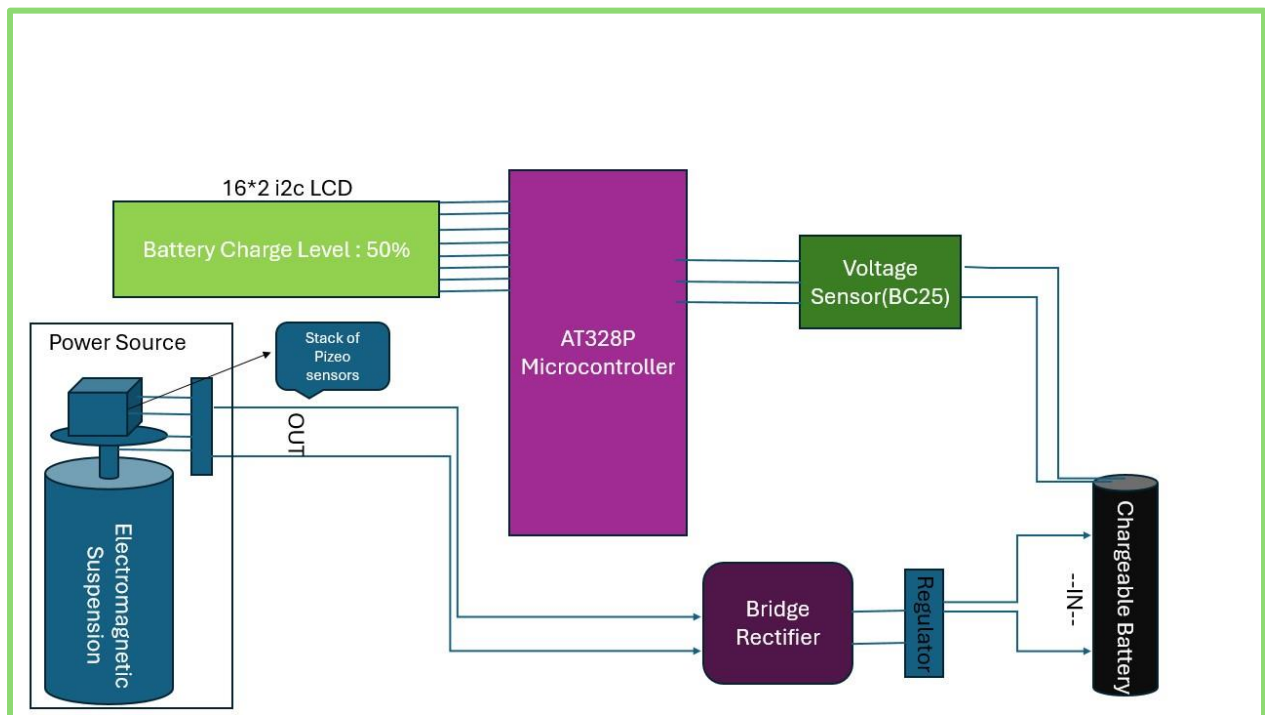 16*2 i2c LCD
Battery Charge Level : 50%
AT328P
Microcontroller
Voltage
Sensor(BC25)
Power Source
Stack of
Pizeo
sensors
OUT
Electromagnetic
Suspension
Bridge
Rectifier
Regulator
--IN--
Chargeable Battery